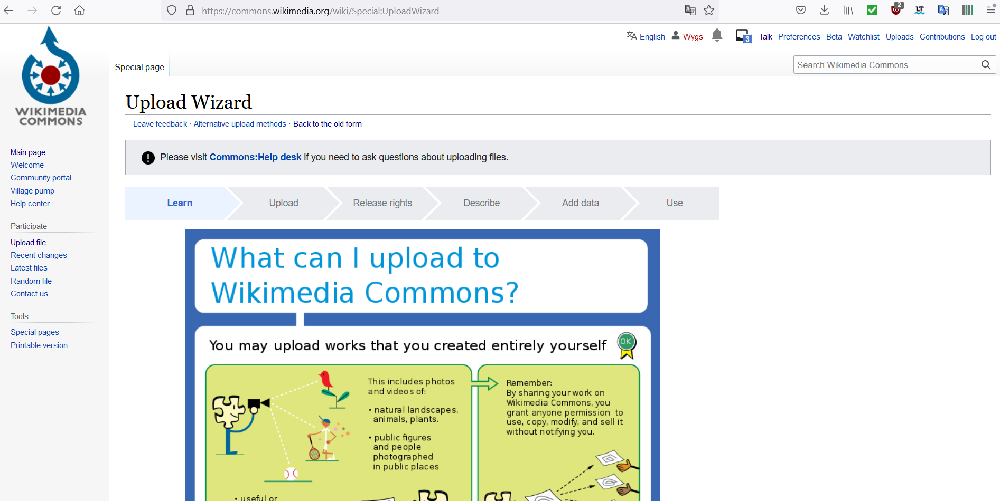 https://commons.wikimedia.org/wiki/Special:UploadWizard
2
LT
English Wygs 3 Talk Preferences Beta Watchlist Uploads Contributions Log out
Special page
Search Wikimedia Commons
WIKIMEDIA
COMMONS
Main page
Welcome
Community portal
Village pump
Help center
Participate
Upload file
Recent changes
Latest files
Random file
Contact us
Tools
Special pages
Printable version
Upload Wizard
Leave feedback · Alternative upload methods · Back to the old form
Please visit Commons:Help desk if you need to ask questions about uploading files.
Learn Upload Release rights Describe Add data Use
What can I upload to
Wikimedia Commons?
You may upload works that you created entirely yourself
OK
This includes photos
and videos of:
• natural landscapes,
animals, plants.
• public figures
and people
photographed
in public places
• useful or
Remember:
By sharing your work on
Wikimedia Commons, you
grant anyone permission to
use, copy, modify, and sell it
without notifying you.